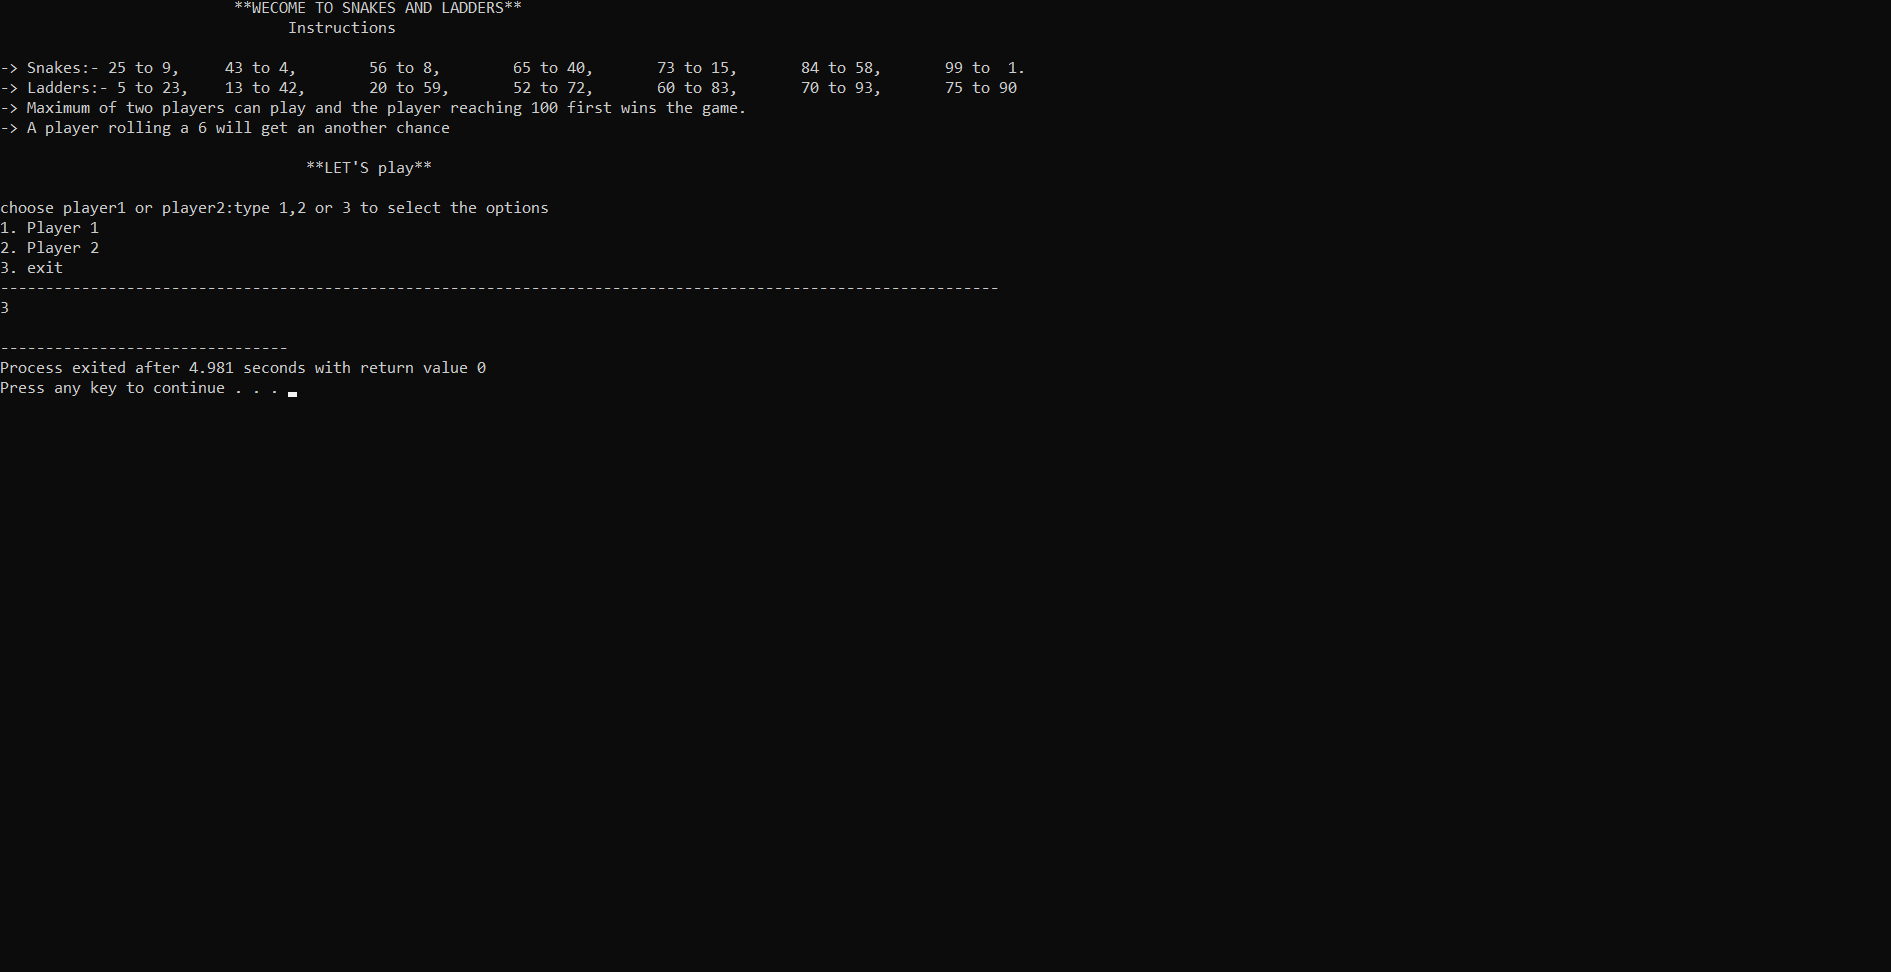 **WECOME TO SNAKES AND LADDERS**
Instructions
-> Snakes:- 25 to 9, 43 to 4, 56 to 8, 65 to 40, 73 to 15, 84 to 58, 99 to 1.
-> Ladders:- 5 to 23, 13 to 42, 20 to 59, 52 to 72, 60 to 83, 70 to 93, 75 to 90
-> Maximum of two players can play and the player reaching 100 first wins the game.
-> A player rolling a 6 will get an another chance
**LET'S play**
choose player1 or player2:type 1,2 or 3 to select the options
1. Player 1
2. Player 2
3. exit
---------------------------------------------------------------------------------------------------------------
3
--------------------------------
Process exited after 4.981 seconds with return value 0
Press any key to continue . . .